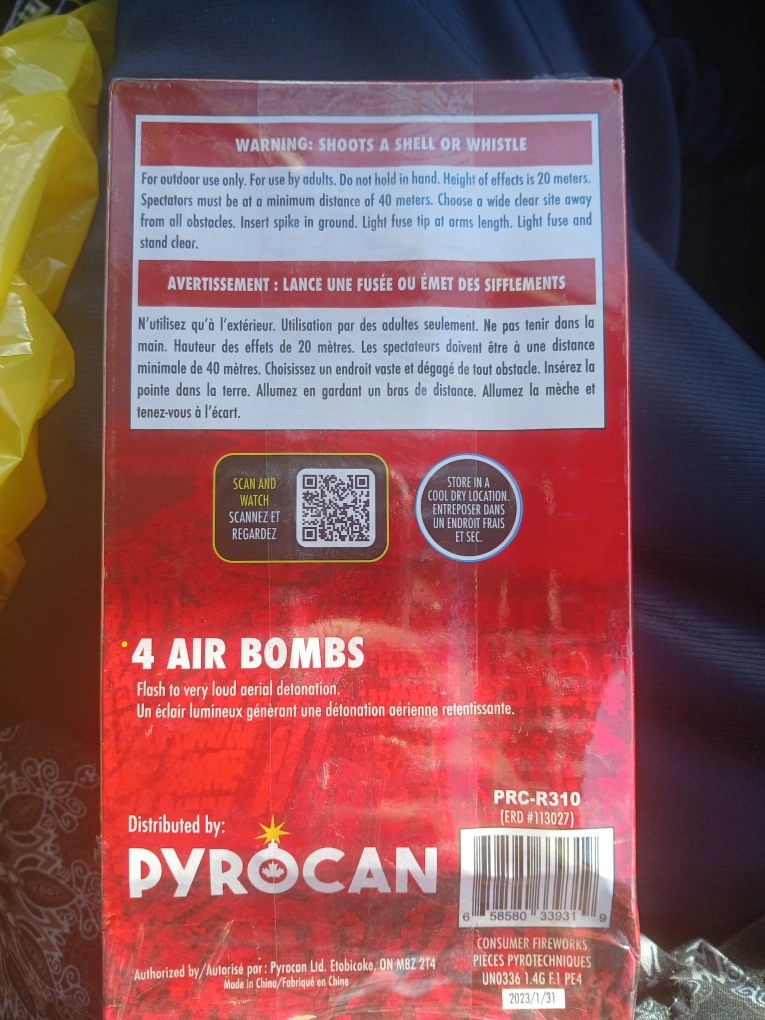 WARNING: SHOOTS A SHELL OR WHISTLE
For outdoor use only. For use by adults. Do not hold in hand. Height of effects is 20 meters.
Spectators must be at a minimum distance of 40 meters. Choose a wide clear site away
from all obstacles. Insert spike in ground. Light fuse tip at arms length. Light fuse and
stand clear.
AVERTISSEMENT : LANCE UNE FUSÉE OU ÉMET DES SIFFLEMENTS
N'utilisez qu'à l'extérieur. Utilisation par des adultes seulement. Ne pas tenir dans la
main. Hauteur des effets de 20 mètres. Les spectateurs doivent être à une distance
minimale de 40 mètres. Choisissez un endroit vaste et dégagé de tout obstacle. Insérez la
pointe dans la terre. Allumez en gardant un bras de distance. Allumez la mèche et
tenez-vous à l'écart.
SCAN AND
WATCH
SCANNEZ ET
REGARDEZ
STORE IN A
COOL DRY LOCATION.
ENTREPOSER DANS
UN ENDROIT FRAIS
ET SEC.
4 AIR BOMBS
Flash to very loud aerial detonation.
Un éclair lumineux génèrant une détonation aérienne retentissante.
PRC-R310
(ERD #113027)
Distributed by:
PYROCAN
6 58580 33931 9
CONSUMER FIREWORKS
PIÈCES PYROTECHNIQUES
UN0336 1.4G F.1 PE4
2023/1/31
Authorized by/Autorisé par: Pyrocan Ltd. Etobicoke, ON M8Z 2T4
Made in China/Fabriqué en Chine